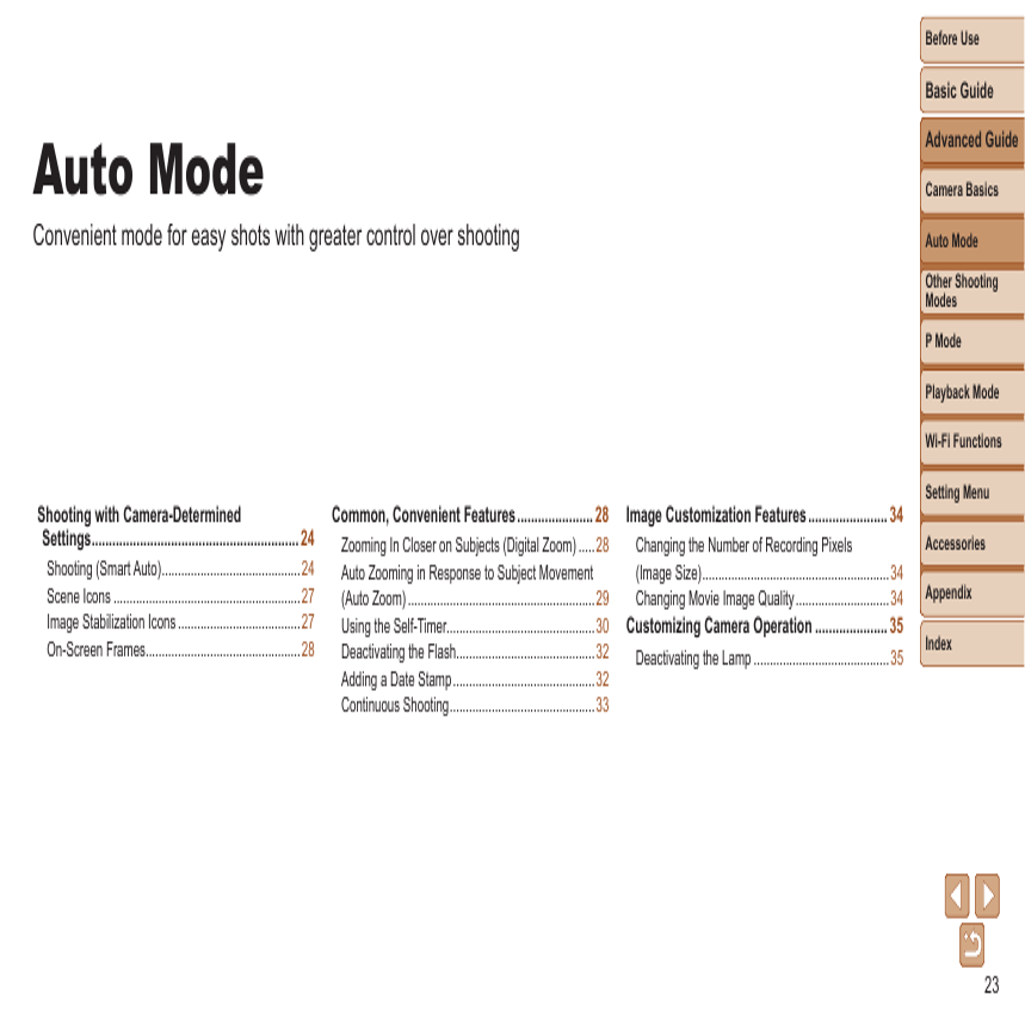 Auto Mode
Convenient mode for easy shots with greater control over shooting
Shooting with Camera-Determined
Settings........................................................... 24
Shooting (Smart Auto)...........................................24
Scene Icons ..........................................................27
Image Stabilization Icons ......................................27
On-Screen Frames................................................28
Common, Convenient Features...................... 28
Zooming In Closer on Subjects (Digital Zoom) .....28
Auto Zooming in Response to Subject Movement
(Auto Zoom) ..........................................................29
Using the Self-Timer..............................................30
Deactivating the Flash...........................................32
Adding a Date Stamp............................................32
Continuous Shooting.............................................33
Image Customization Features....................... 34
Changing the Number of Recording Pixels
(Image Size)..........................................................34
Changing Movie Image Quality.............................34
Customizing Camera Operation ..................... 35
Deactivating the Lamp ..........................................35
Before Use
Basic Guide
Advanced Guide
Camera Basics
Auto Mode
Other Shooting
Modes
P Mode
Playback Mode
Wi-Fi Functions
Setting Menu
Accessories
Appendix
Index
23